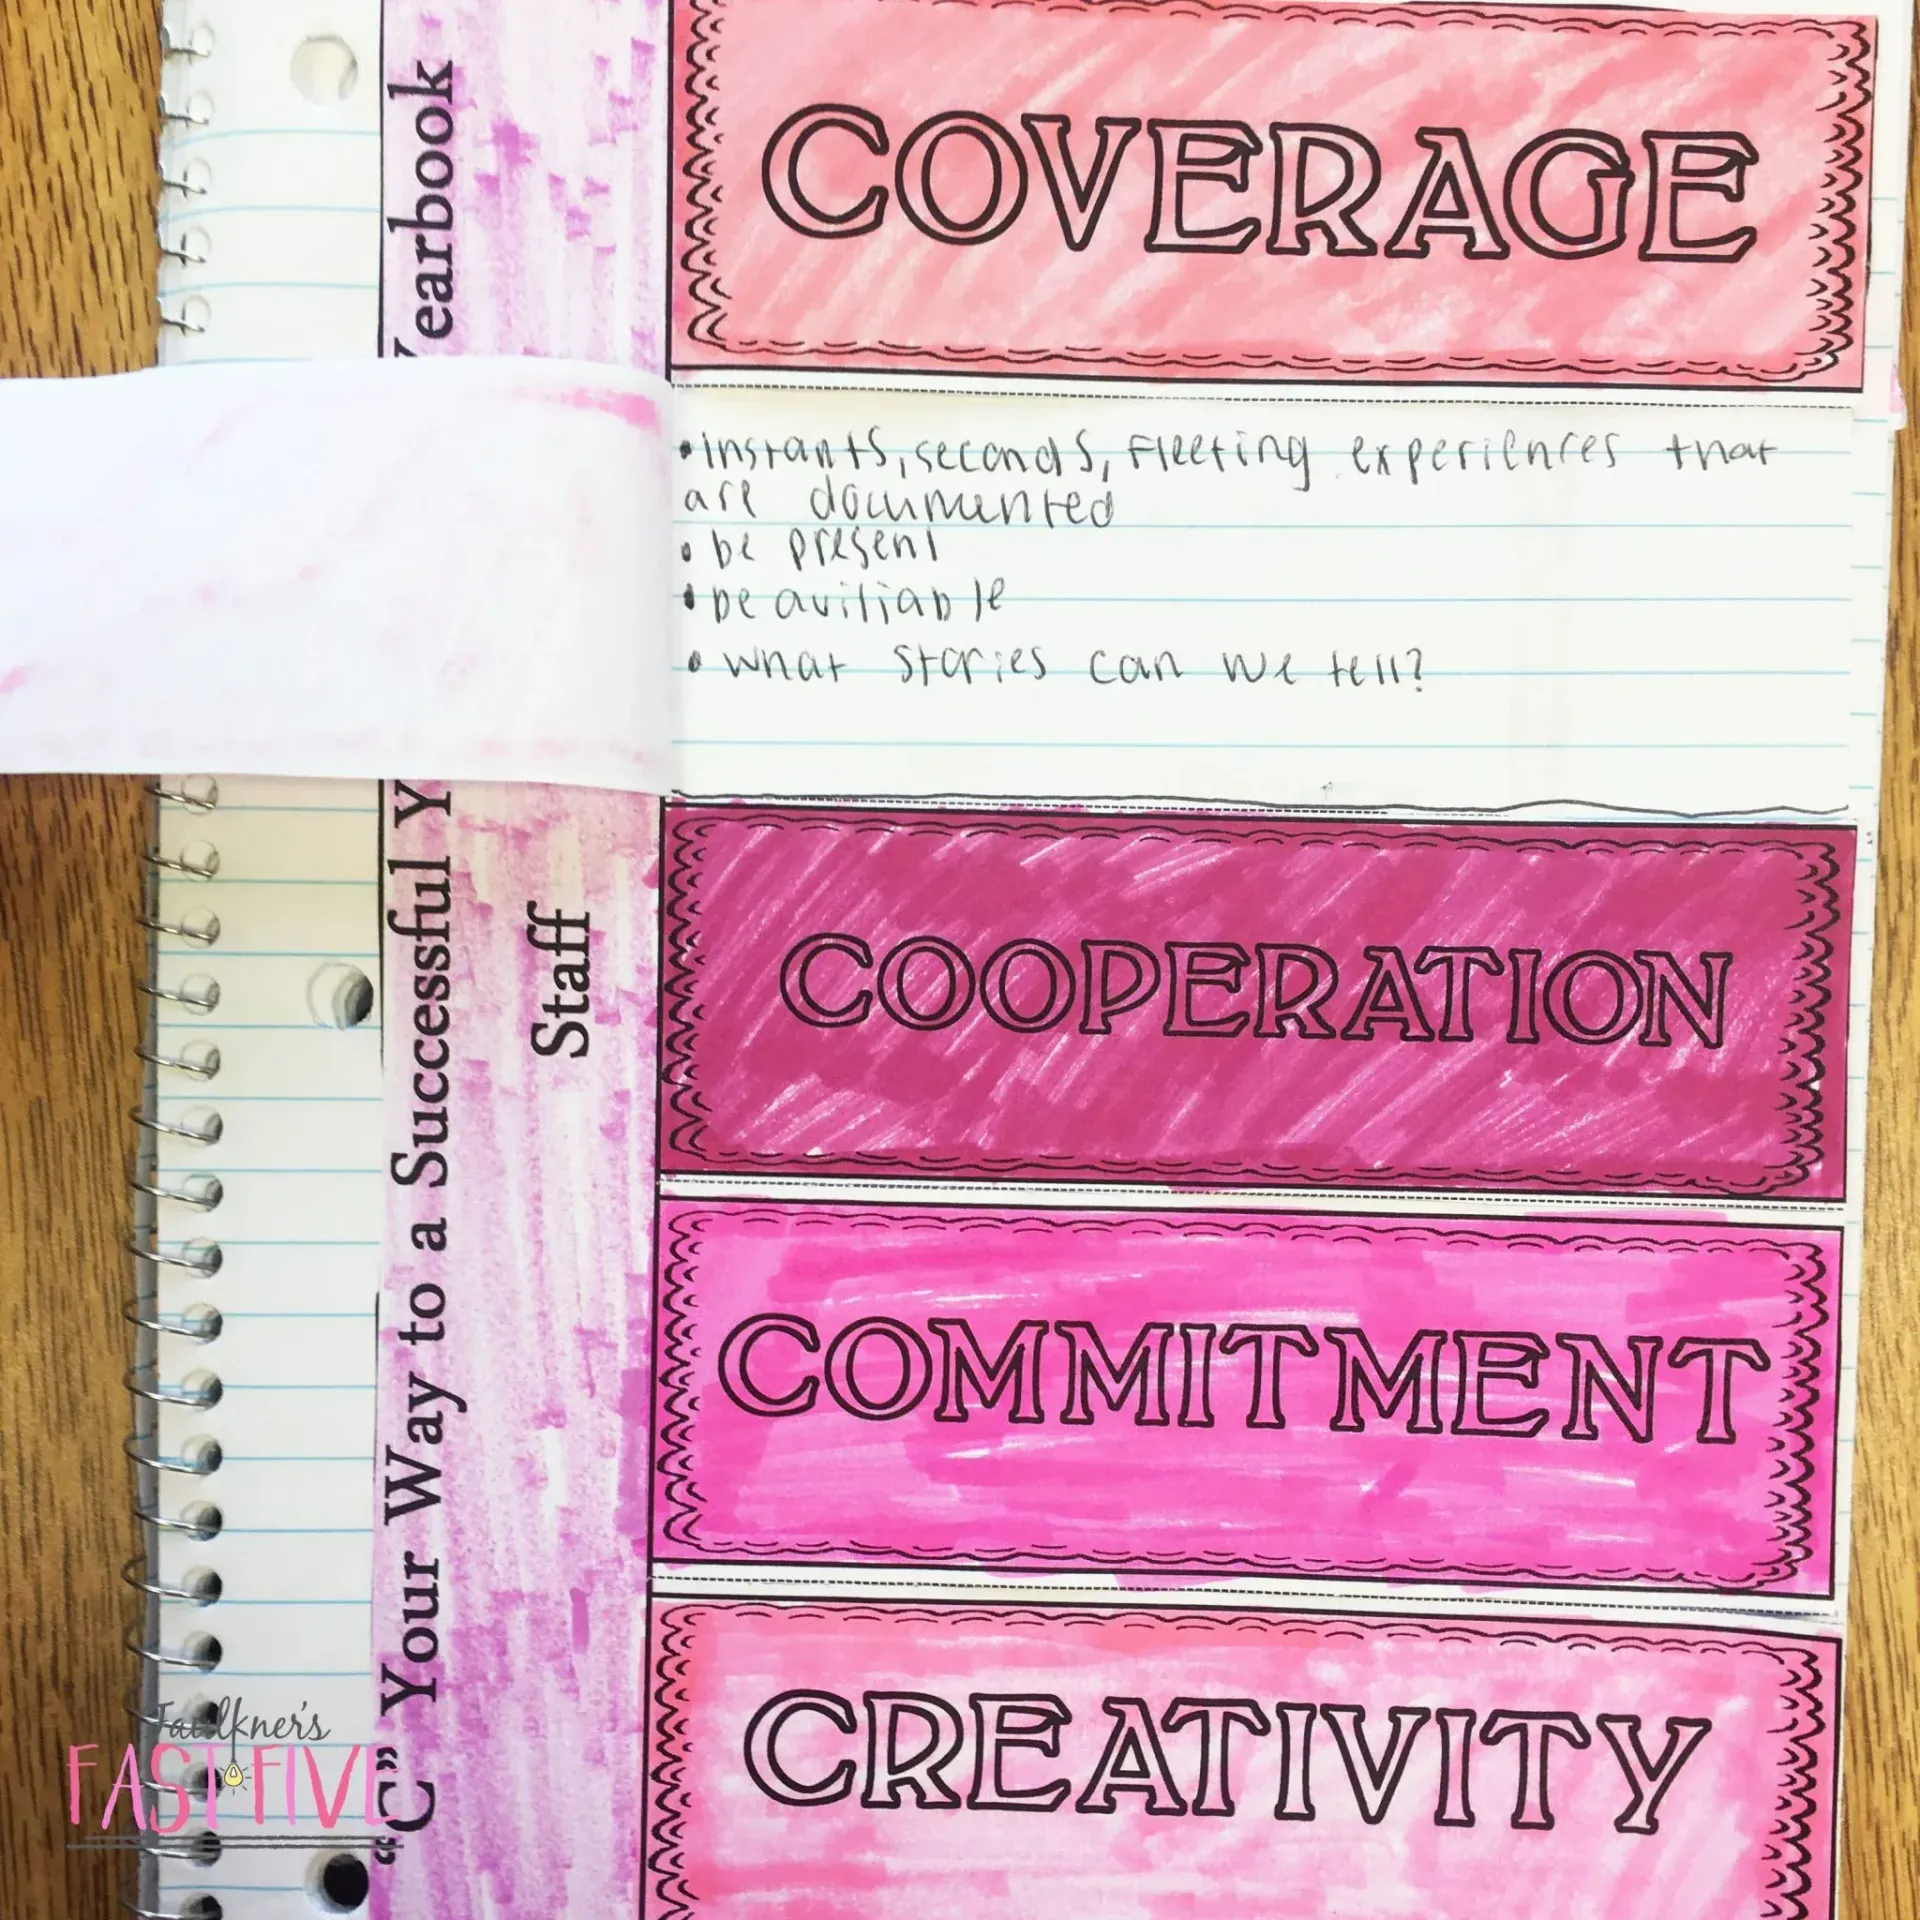 COVERAGE
•instants, seconds, Fleeting experiences that
are documented
• be present
• be aviliable
• what stories can we tell?
COOPERATION
COMMITMENT
CREATIVITY
“C” Your Way to a Successful Yearbook
Staff
Faulkner's
FAST FIVE